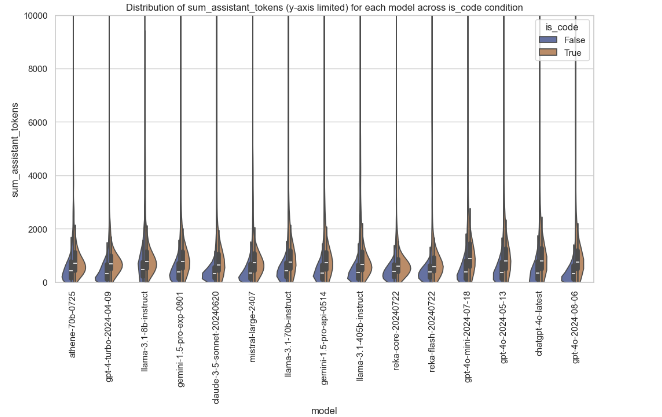 Distribution of sum_assistant_tokens (y-axis limited) for each model across is_code condition
10000
8000
6000
4000
2000
0
sum_assistant_tokens
is_code
False
True
athene-70b-0725
gpt-4-turbo-2024-04-09
llama-3.1-8b-instruct
gemini-1.5-pro-exp-0801
claude-3-5-sonnet-20240620
mistral-large-2407
llama-3.1-70b-instruct
gemini-1.5-pro-api-0514
llama-3.1-405b-instruct
reka-core-20240722
reka-flash-20240722
gpt-4o-mini-2024-07-18
gpt-4o-2024-05-13
chatgpt-4o-latest
gpt-4o-2024-08-06
model